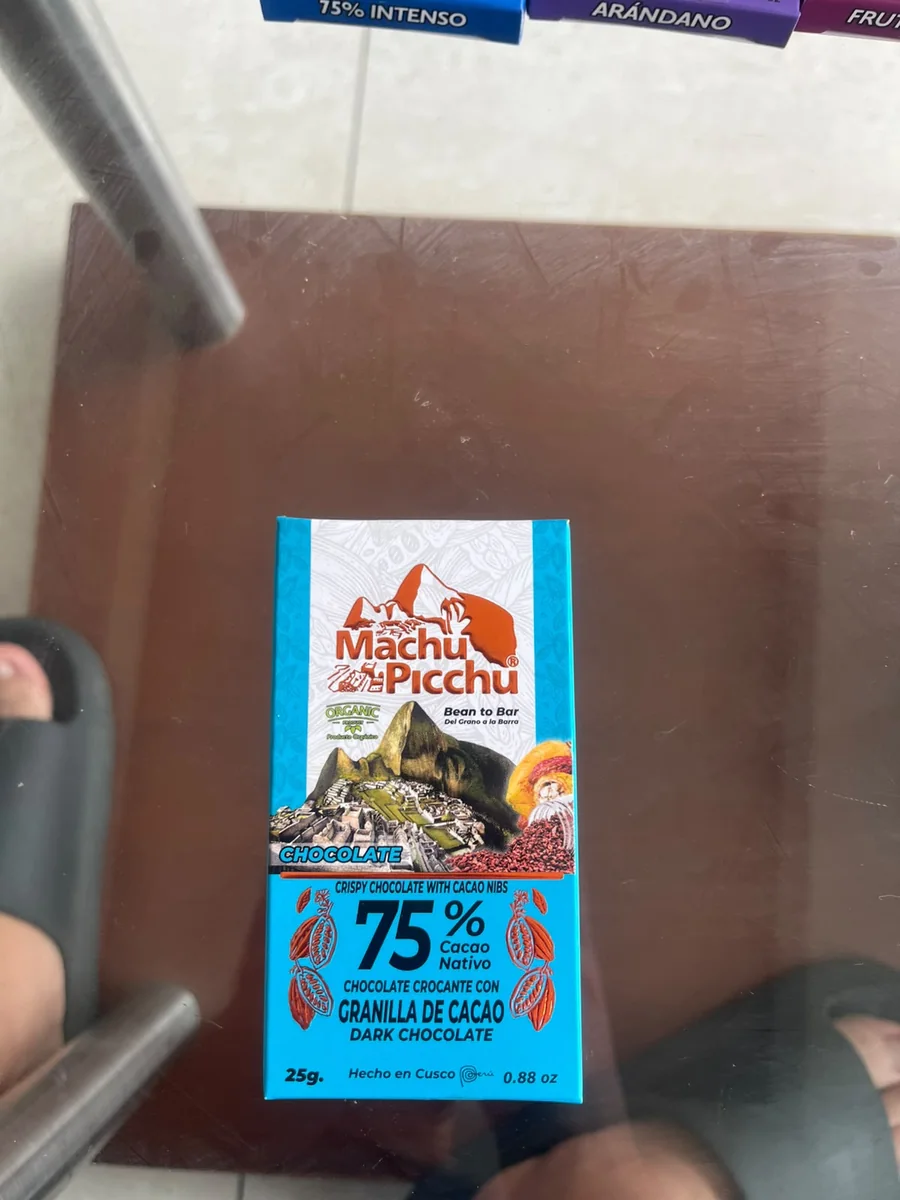 75% INTENSO
ARÁNDANO
FRUT
Machu
Picchu®
ORGANIC
Producto Orgánico
Bean to Bar
Del Grano a la Barra
CHOCOLATE
CRISPY CHOCOLATE WITH CACAO NIBS
75%
Cacao
Nativo
CHOCOLATE CROCANTE CON
GRANILLA DE CACAO
DARK CHOCOLATE
25g.
Hecho en Cusco
Perú
0.88 oz